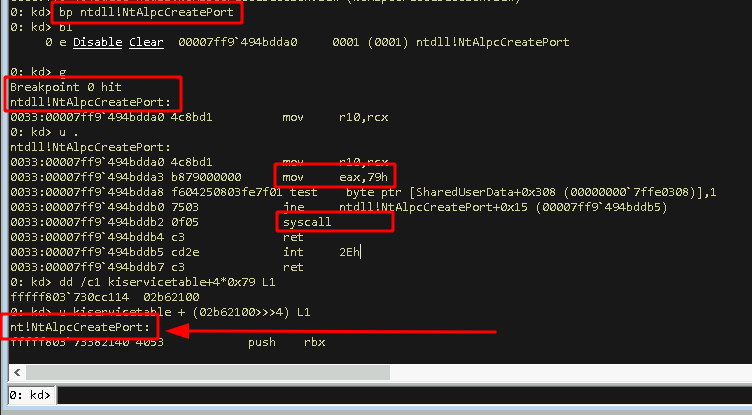 0: kd> bp ntdll!NtAlpcCreatePort
0: kd> bl
0 e Disable Clear 00007ff9`494bdda0 0001 (0001) ntdll!NtAlpcCreatePort
0: kd> g
Breakpoint 0 hit
ntdll!NtAlpcCreatePort:
0033:00007ff9`494bdda0 4c8bd1 mov r10,rcx
0: kd> u .
ntdll!NtAlpcCreatePort:
0033:00007ff9`494bdda0 4c8bd1 mov r10,rcx
0033:00007ff9`494bdda3 b879000000 mov eax,79h
0033:00007ff9`494bdda8 f604250803fe7f01 test byte ptr [SharedUserData+0x308 (00000000`7ffe0308)],1
0033:00007ff9`494bddb0 7503 jne ntdll!NtAlpcCreatePort+0x15 (00007ff9`494bddb5)
0033:00007ff9`494bddb2 0f05 syscall
0033:00007ff9`494bddb4 c3 ret
0033:00007ff9`494bddb5 cd2e int 2Eh
0033:00007ff9`494bddb7 c3 ret
0: kd> dd /c1 kiservicetable+4*0x79 L1
fffff803`730cc114 02b62100
0: kd> u kiservicetable + (02b62100>>>4) L1
nt!NtAlpcCreatePort:
fffff803`73382140 4053 push rbx
0: kd>